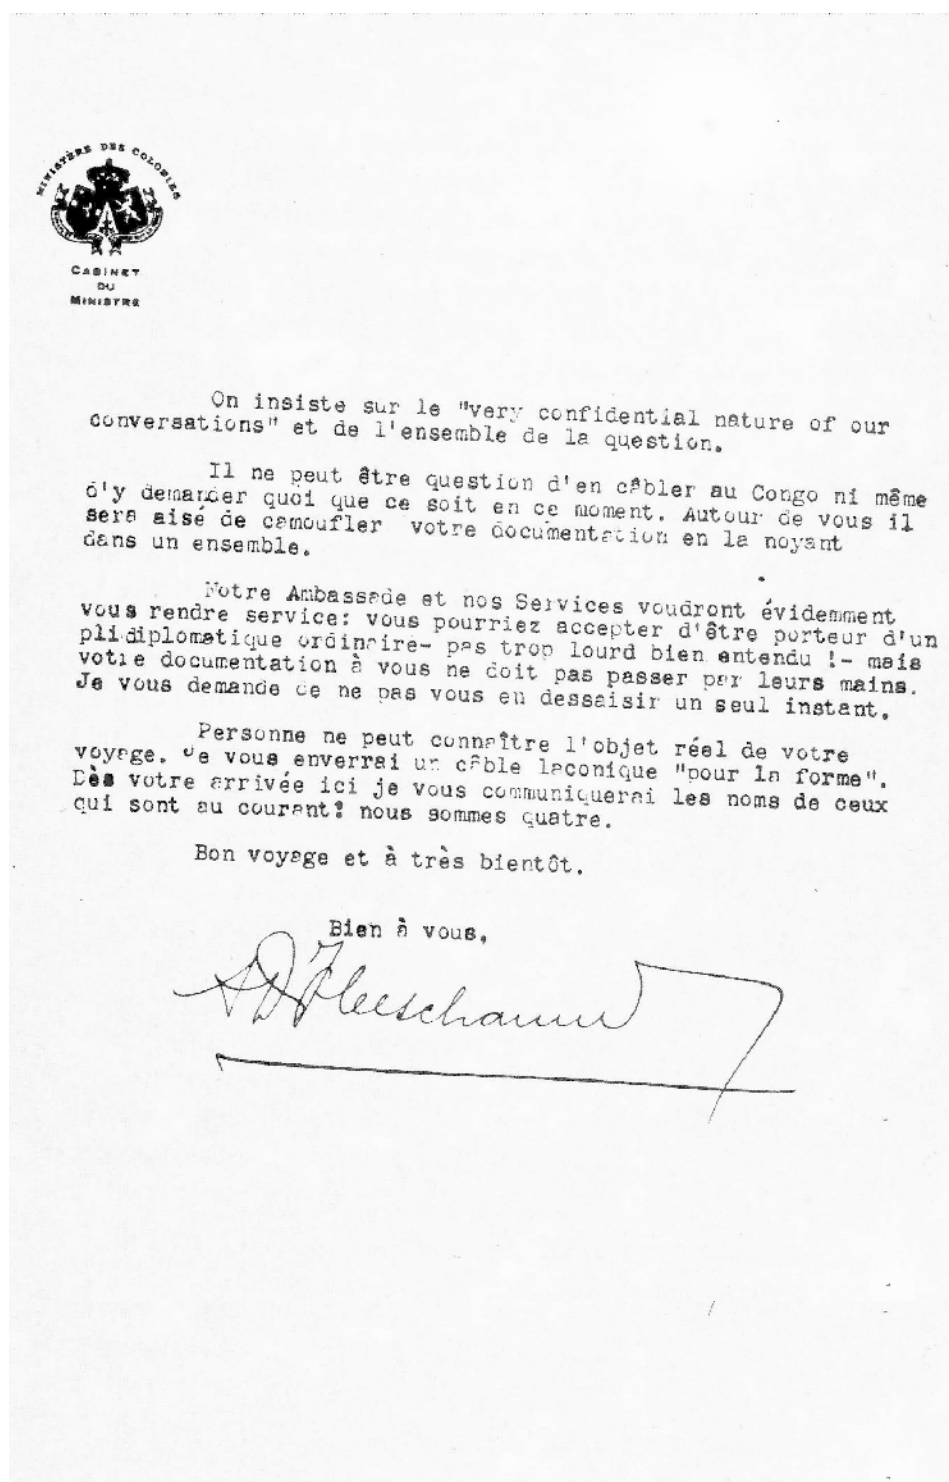 MINISTÈRE DES COLONIES
CABINET
DU
MINISTRE
On insiste sur le "very confidential nature of our
conversations" et de l'ensemble de la question.
Il ne peut être question d'en câbler au Congo ni même
d'y demander quoi que ce soit en ce moment. Autour de vous il
sera aisé de camoufler votre documentation en la noyant
dans un ensemble.
Notre Ambassade et nos Services voudront évidemment
vous rendre service: vous pourriez accepter d'être porteur d'un
pli diplomatique ordinaire- pas trop lourd bien entendu !- mais
votre documentation à vous ne doit pas passer par leurs mains.
Je vous demande de ne pas vous en dessaisir un seul instant.
Personne ne peut connaître l'objet réel de votre
voyage. Je vous enverrai un câble laconique "pour la forme".
Dès votre arrivée ici je vous communiquerai les noms de ceux
qui sont au courant: nous sommes quatre.
Bon voyage et à très bientôt.
Bien à vous,